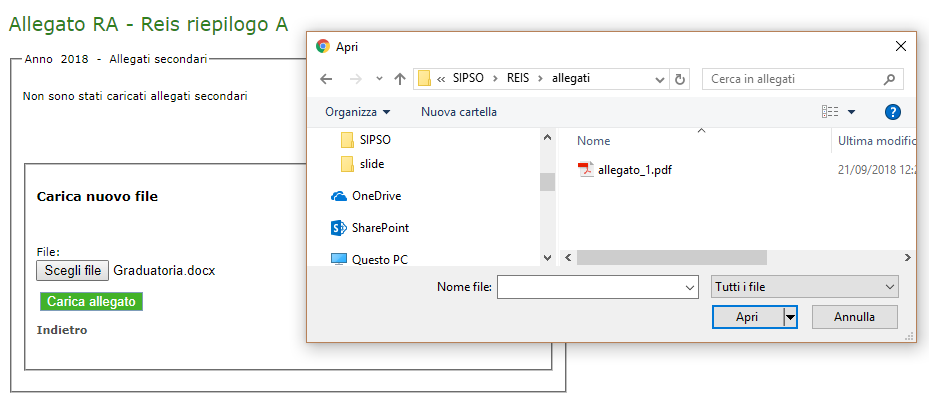 Allegato RA - Reis riepilogo A
Anno 2018 - Allegati secondari
Non sono stati caricati allegati secondari
Carica nuovo file
File:
Scegli file Graduatoria.docx
Carica allegato
Indietro
Apri
« SIPSO > REIS > allegati
Cerca in allegati
Organizza
Nuova cartella
?
SIPSO
slide
OneDrive
SharePoint
Questo PC
Nome
Ultima modific
allegato_1.pdf
21/09/2018 12:2
Nome file:
Tutti i file
Apri
Annulla